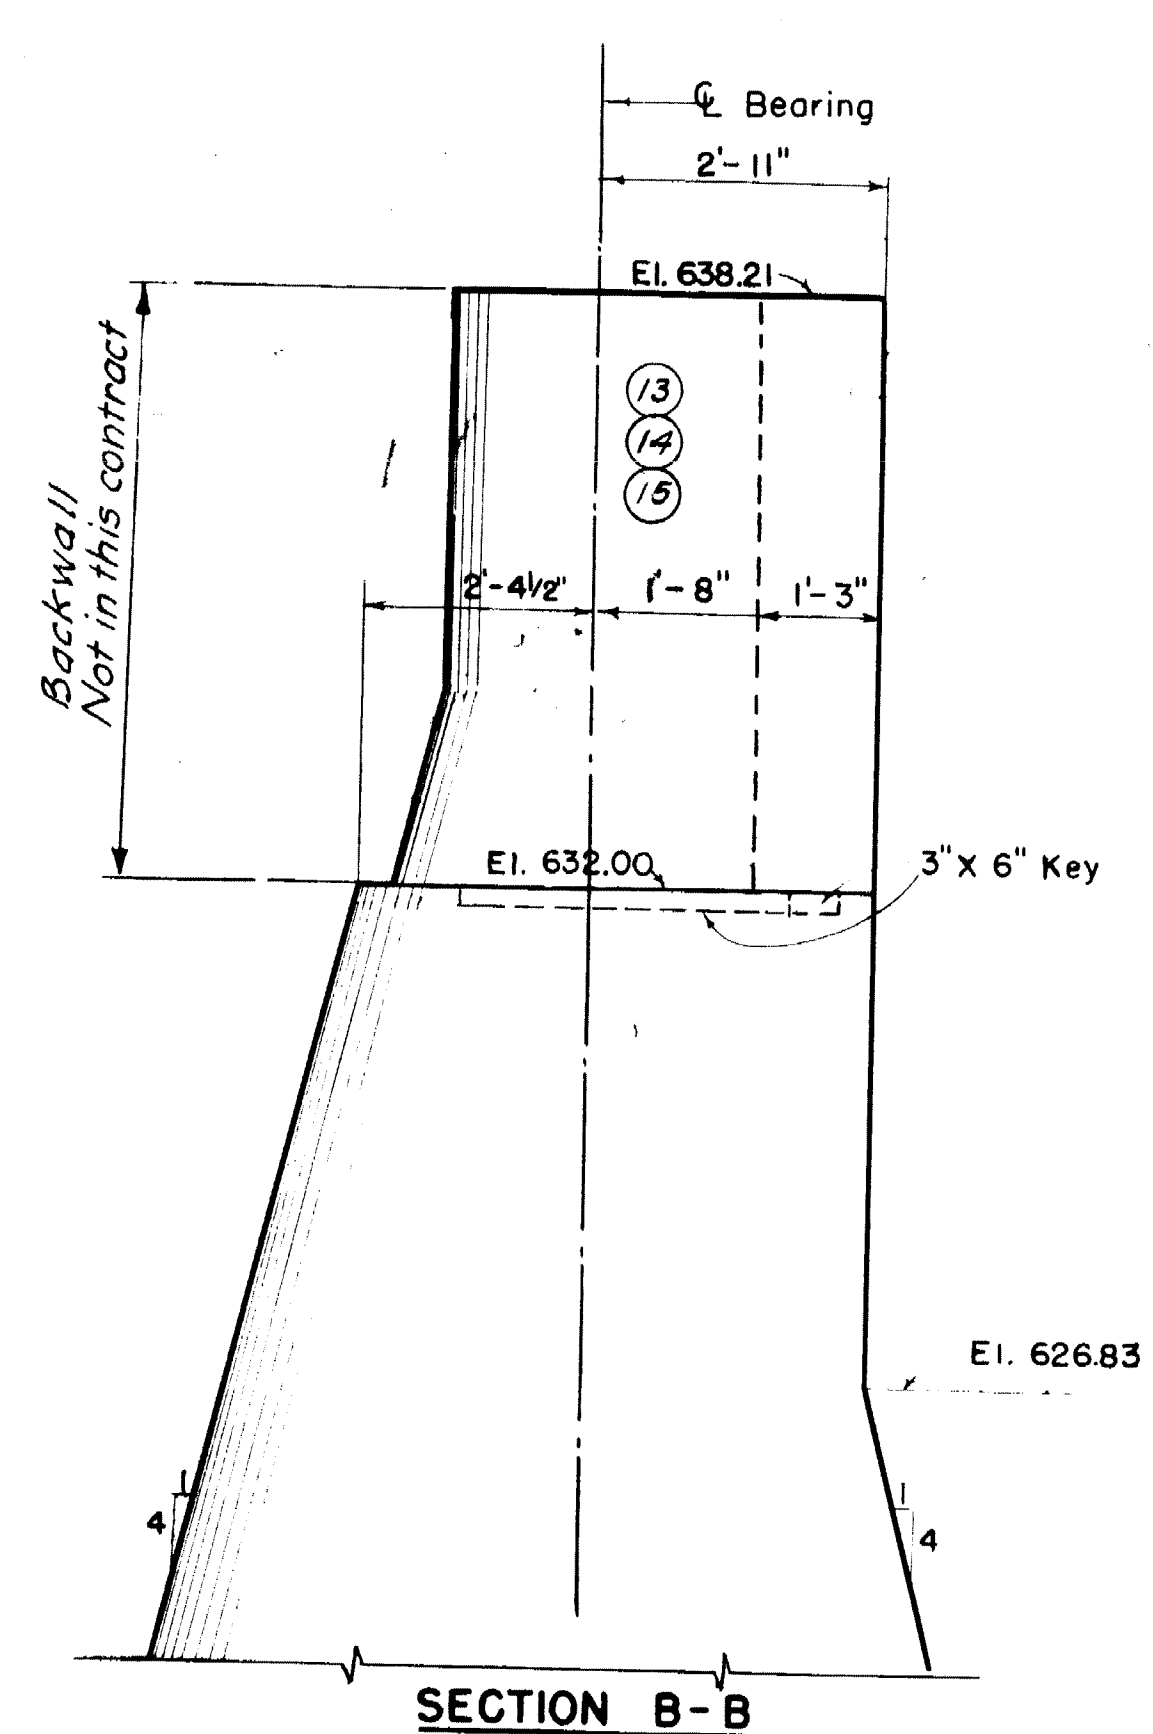 ℄ Bearing
2'-11"
El. 638.21
Backwall
Not in this contract
13
14
15
2'-4½"
1'-8"
1'-3"
El. 632.00
3" X 6" Key
El. 626.83
1
4
1
4
SECTION B-B